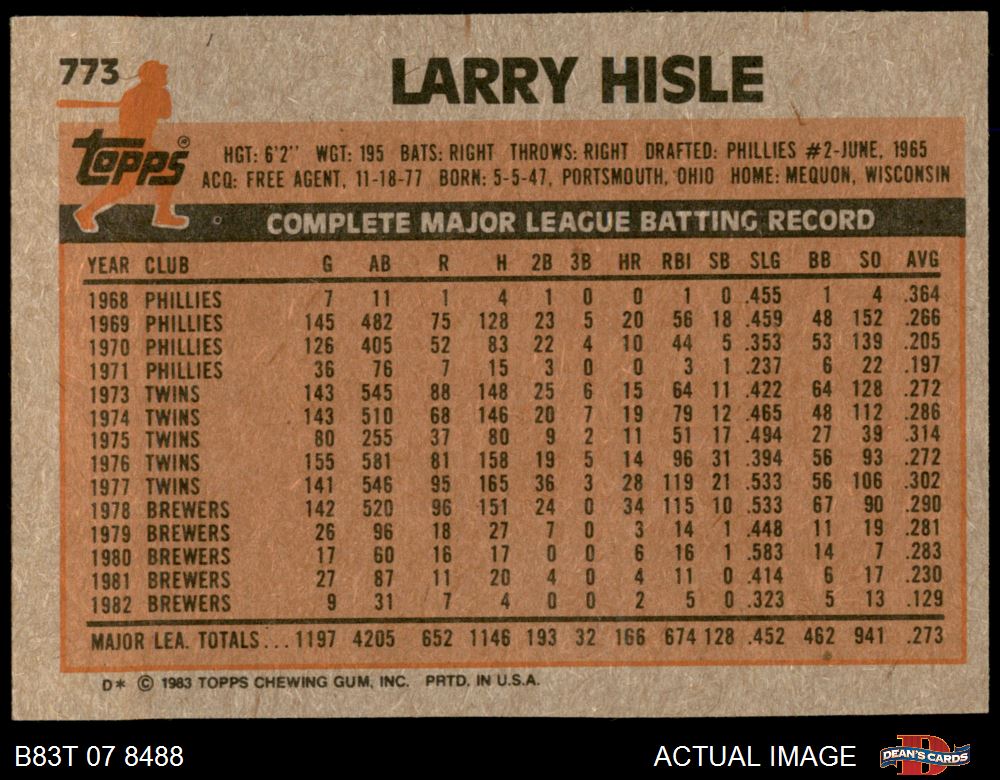 773
LARRY HISLE
Topps®
HGT: 6'2'' WGT: 195 BATS: RIGHT THROWS: RIGHT DRAFTED: PHILLIES #2-JUNE, 1965
ACQ: FREE AGENT, 11-18-77 BORN: 5-5-47, PORTSMOUTH, OHIO HOME: MEQUON, WISCONSIN
COMPLETE MAJOR LEAGUE BATTING RECORD
YEAR CLUB G AB R H 2B 3B HR RBI SB SLG BB SO AVG
1968 PHILLIES 7 11 1 4 1 0 0 1 0 .455 1 4 .364
1969 PHILLIES 145 482 75 128 23 5 20 56 18 .459 48 152 .266
1970 PHILLIES 126 405 52 83 22 4 10 44 5 .353 53 139 .205
1971 PHILLIES 36 76 7 15 3 0 0 3 1 .237 6 22 .197
1973 TWINS 143 545 88 148 25 6 15 64 11 .422 64 128 .272
1974 TWINS 143 510 68 146 20 7 19 79 12 .465 48 112 .286
1975 TWINS 80 255 37 80 9 2 11 51 17 .494 27 39 .314
1976 TWINS 155 581 81 158 19 5 14 96 31 .394 56 93 .272
1977 TWINS 141 546 95 165 36 3 28 119 21 .533 56 106 .302
1978 BREWERS 142 520 96 151 24 0 34 115 10 .533 67 90 .290
1979 BREWERS 26 96 18 27 7 0 3 14 1 .448 11 19 .281
1980 BREWERS 17 60 16 17 0 0 6 16 1 .583 14 7 .283
1981 BREWERS 27 87 11 20 4 0 4 11 0 .414 6 17 .230
1982 BREWERS 9 31 7 4 0 0 2 5 0 .323 5 13 .129
MAJOR LEA. TOTALS... 1197 4205 652 1146 193 32 166 674 128 .452 462 941 .273
D* © 1983 TOPPS CHEWING GUM, INC. PRTD. IN U.S.A.
B83T 07 8488 ACTUAL IMAGE DEAN'S CARDS